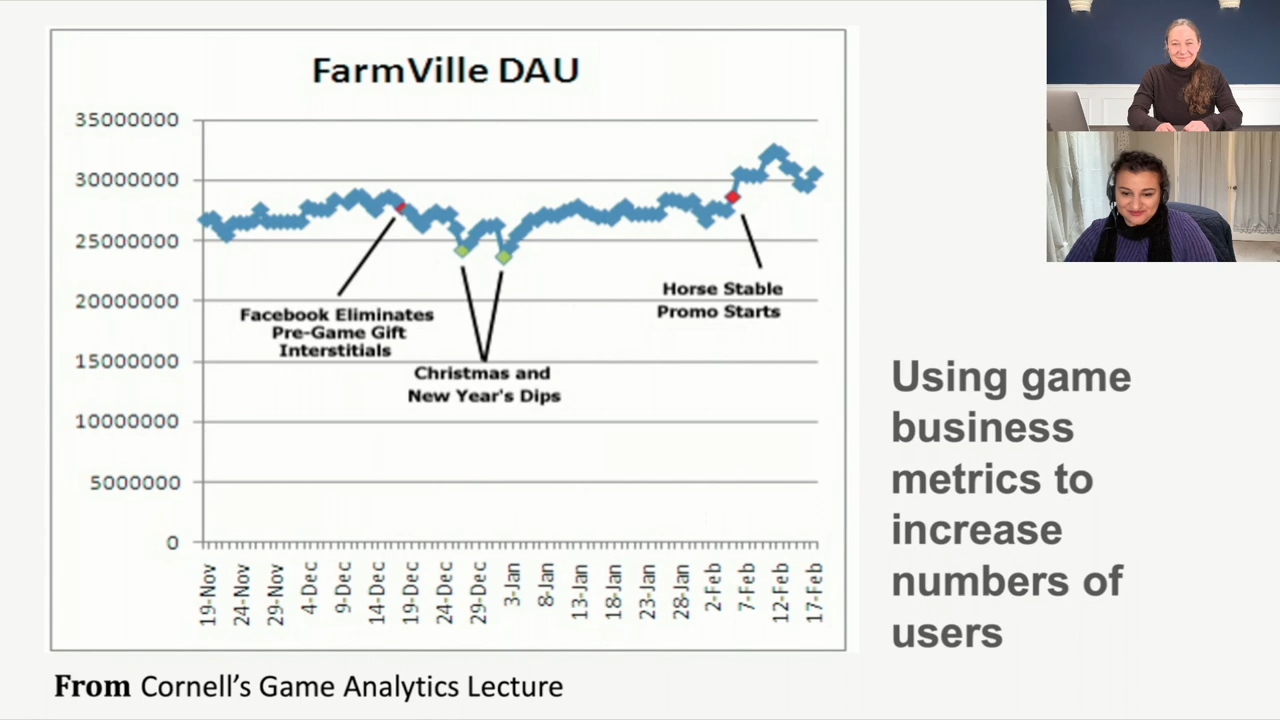 FarmVille DAU
35000000
30000000
25000000
20000000
15000000
10000000
5000000
0
Facebook Eliminates
Pre-Game Gift
Interstitials
Christmas and
New Year's Dips
Horse Stable
Promo Starts
19-Nov
24-Nov
29-Nov
4-Dec
9-Dec
14-Dec
19-Dec
24-Dec
29-Dec
3-Jan
8-Jan
13-Jan
18-Jan
23-Jan
28-Jan
2-Feb
7-Feb
12-Feb
17-Feb
Using game
business
metrics to
increase
numbers of
users
From Cornell’s Game Analytics Lecture